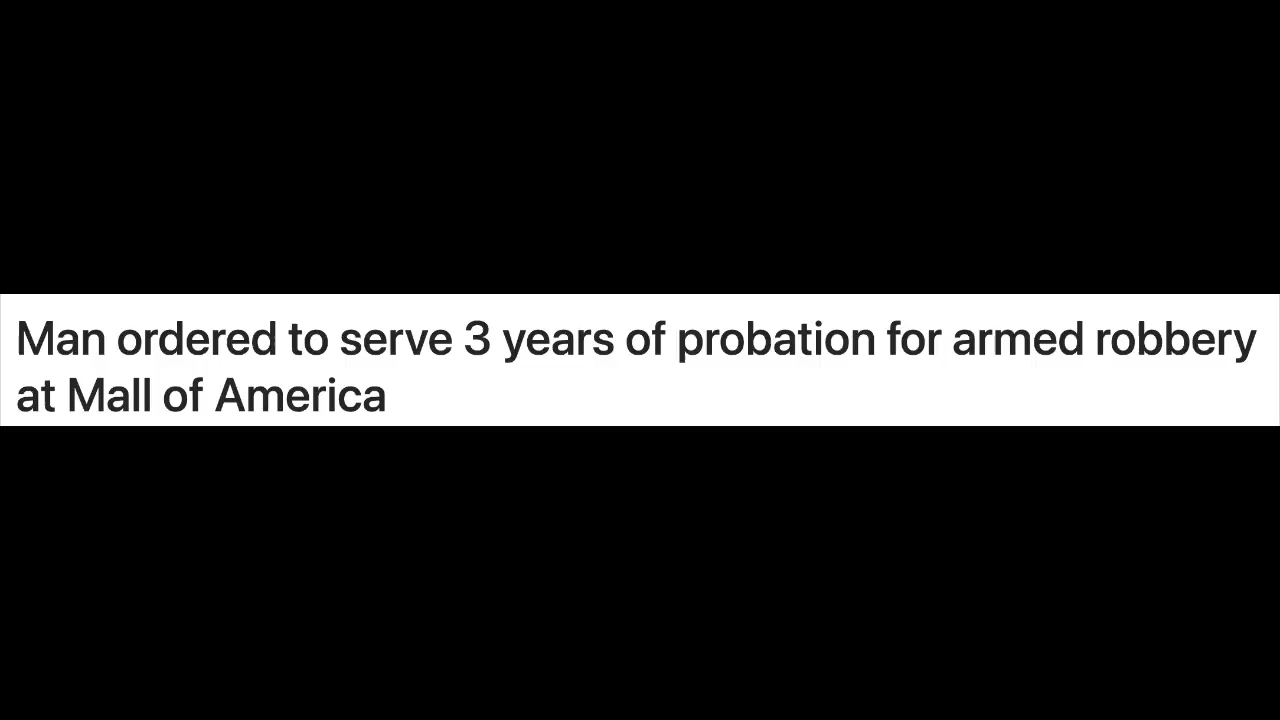 Man ordered to serve 3 years of probation for armed robbery
at Mall of America